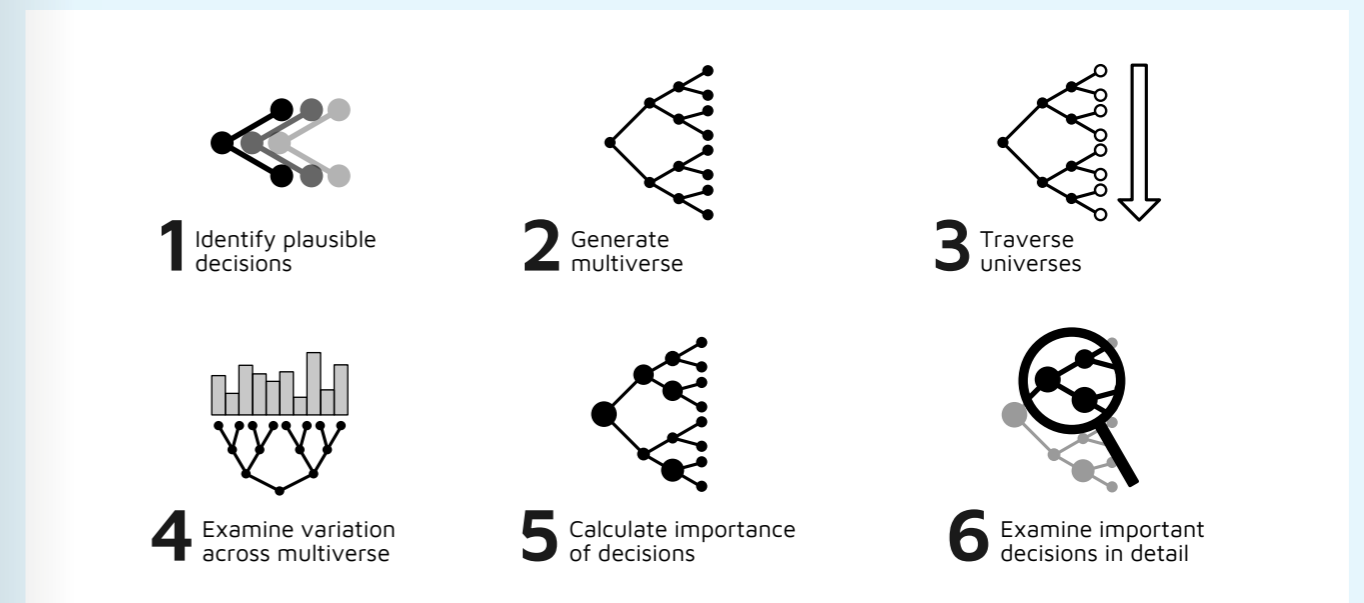 1 Identify plausible
decisions
2 Generate
multiverse
3 Traverse
universes
4 Examine variation
across multiverse
5 Calculate importance
of decisions
6 Examine important
decisions in detail